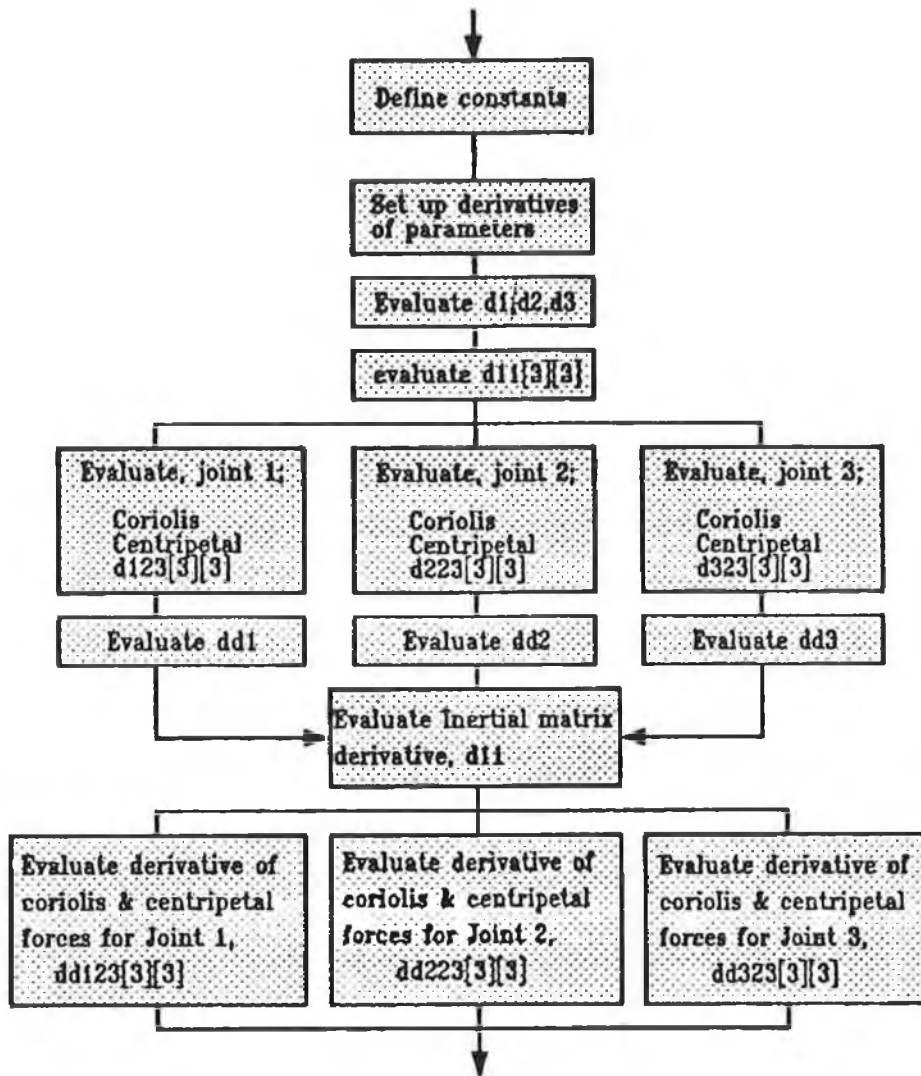 Define constants
Set up derivatives
of parameters
Evaluate d1,d2,d3
evaluate d11[3][3]
Evaluate, joint 1;
Coriolis
Centripetal
d123[3][3]
Evaluate, joint 2;
Coriolis
Centripetal
d223[3][3]
Evaluate, joint 3;
Coriolis
Centripetal
d323[3][3]
Evaluate dd1
Evaluate dd2
Evaluate dd3
Evaluate Inertial matrix
derivative, d11
Evaluate derivative of
coriolis & centripetal
forces for Joint 1,
dd123[3][3]
Evaluate derivative of
coriolis & centripetal
forces for Joint 2,
dd223[3][3]
Evaluate derivative of
coriolis & centripetal
forces for Joint 3,
dd323[3][3]